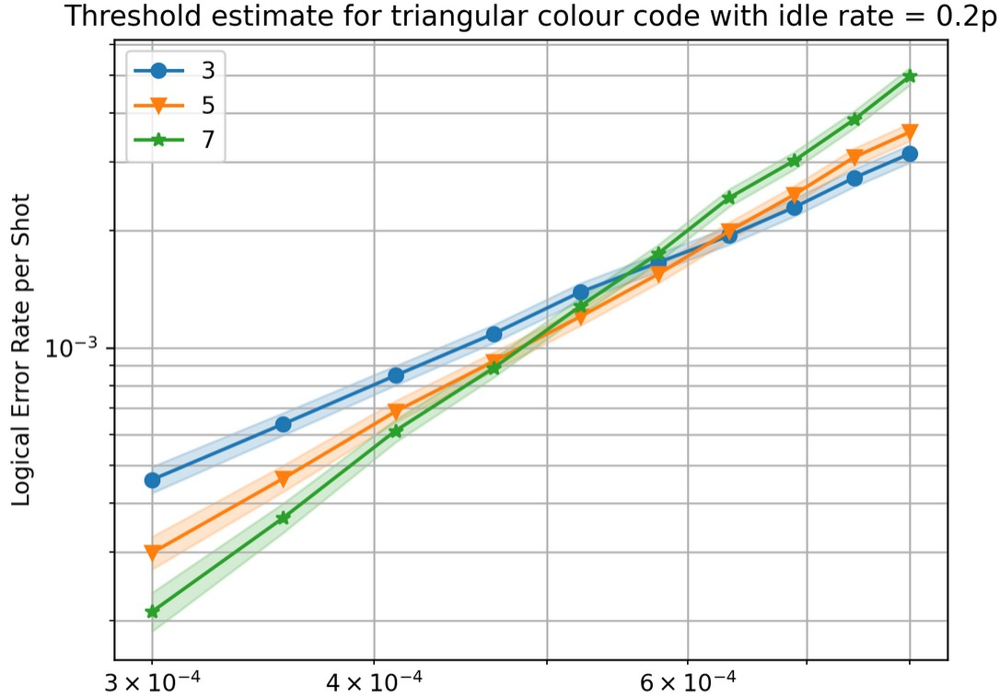 Threshold estimate for triangular colour code with idle rate = 0.2p
3
5
7
Logical Error Rate per Shot
10⁻³
3 × 10⁻⁴
4 × 10⁻⁴
6 × 10⁻⁴